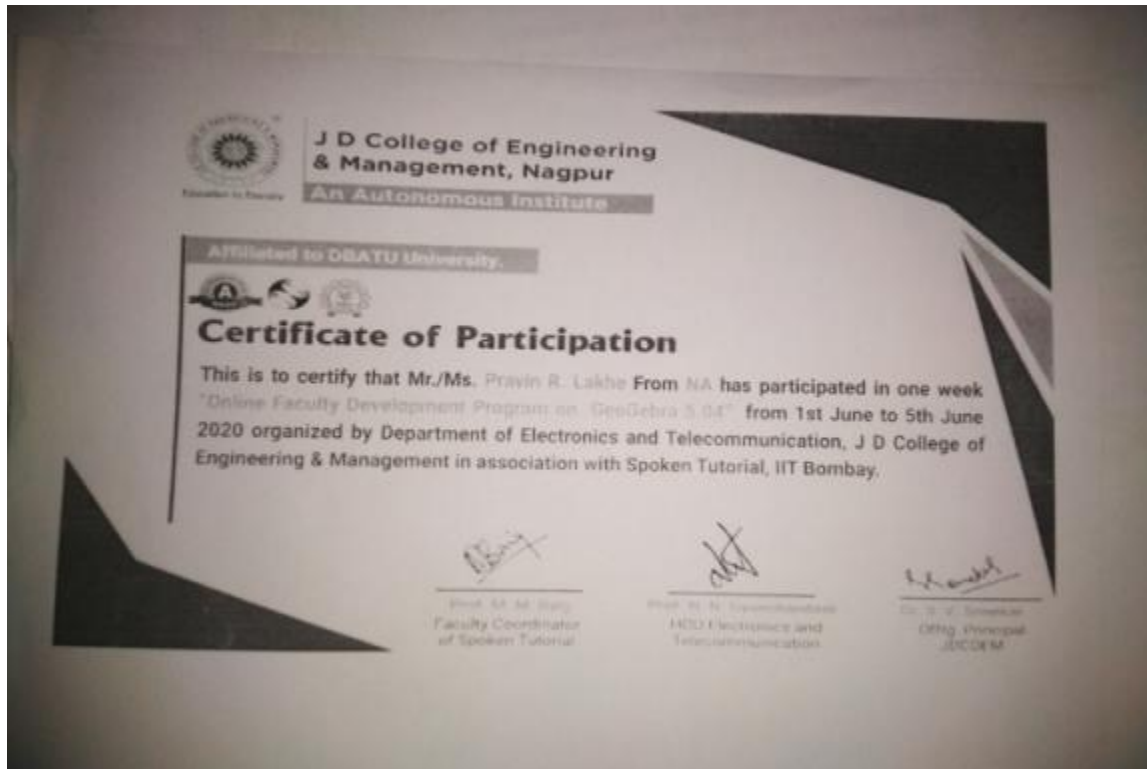 J D College of Engineering
& Management, Nagpur
An Autonomous Institute
Affiliated to DBATU University.
A
Certificate of Participation
This is to certify that Mr./Ms. Pravin R. Lakhe From NA has participated in one week
"Online Faculty Development Program on GeoGebra 5.04" from 1st June to 5th June
2020 organized by Department of Electronics and Telecommunication, J D College of
Engineering & Management in association with Spoken Tutorial, IIT Bombay.
Prof. M. M. Baig
Faculty Coordinator
of Spoken Tutorial
Prof. N. N.
HOD Electronics and
Telecommunication
Dr. S. V.
Offtg. Principal
JDCOEM